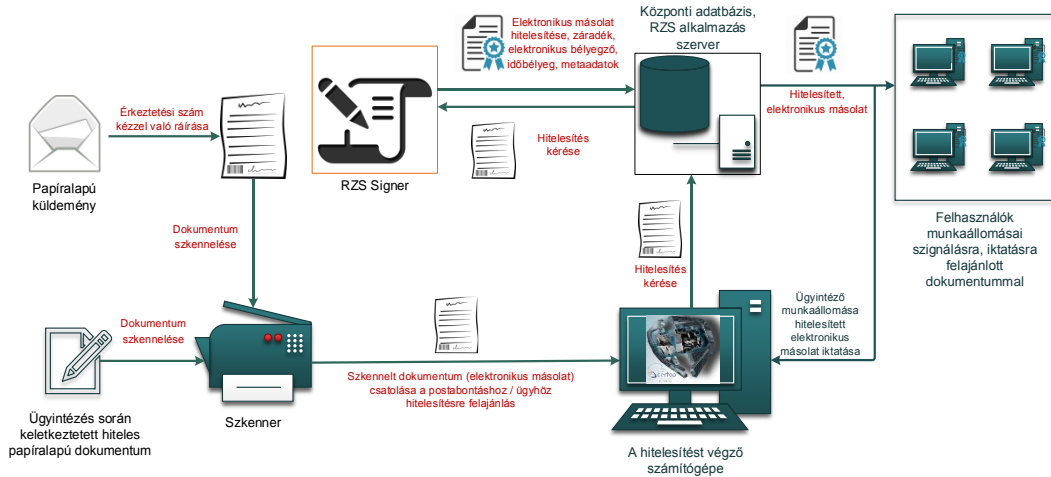 Papíralapú
küldemény
Érkeztetési szám
kézzel való ráírása
RZS Signer
Elektronikus másolat
hitelesítése, záradék,
elektronikus bélyegző,
időbélyeg, metaadatok
Hitelesítés
kérése
Központi adatbázis,
RZS alkalmazás
szerver
Hitelesített,
elektronikus másolat
Felhasználók
munkaállomásai
szignálásra, iktatásra
felajánlott
dokumentummal
Dokumentum
szkennelése
Hitelesítés
kérése
Ügyintéző
munkaállomása
hitelesített
elektronikus
másolat iktatása
Dokumentum
szkennelése
Ügyintézés során
keletkeztetett hiteles
papíralapú dokumentum
Szkenner
Szkennelt dokumentum (elektronikus másolat)
csatolása a postabontáshoz / ügyhöz
hitelesítésre felajánlás
A hitelesítést végző
számítógépe